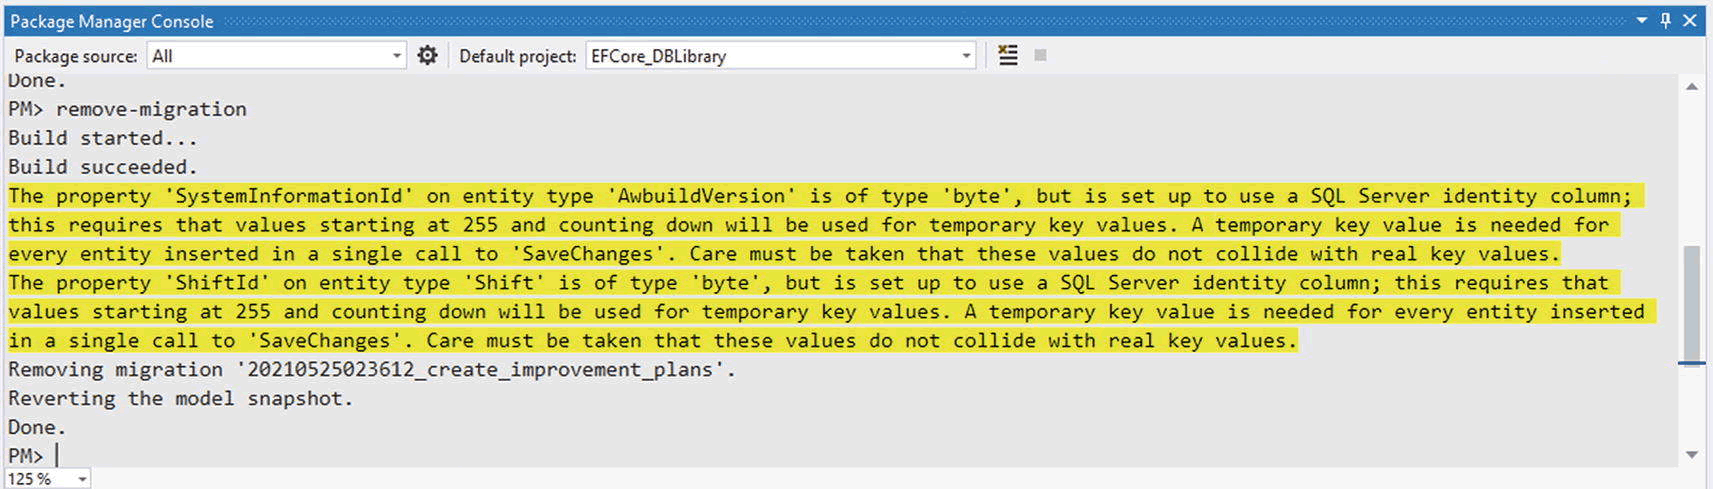 Package Manager Console
Package source: All Default project: EFCore_DBLibrary
Done.
PM> remove-migration
Build started...
Build succeeded.
The property 'SystemInformationId' on entity type 'AwbuildVersion' is of type 'byte', but is set up to use a SQL Server identity column;
this requires that values starting at 255 and counting down will be used for temporary key values. A temporary key value is needed for
every entity inserted in a single call to 'SaveChanges'. Care must be taken that these values do not collide with real key values.
The property 'ShiftId' on entity type 'Shift' is of type 'byte', but is set up to use a SQL Server identity column; this requires that
values starting at 255 and counting down will be used for temporary key values. A temporary key value is needed for every entity inserted
in a single call to 'SaveChanges'. Care must be taken that these values do not collide with real key values.
Removing migration '20210525023612_create_improvement_plans'.
Reverting the model snapshot.
Done.
PM>
125 %